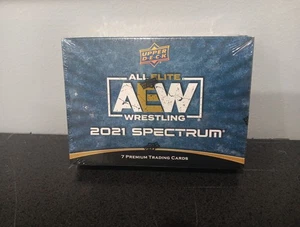 UPPER DECK
ALL ELITE
AEW
WRESTLING
2021 SPECTRUM®
7 PREMIUM TRADING CARDS